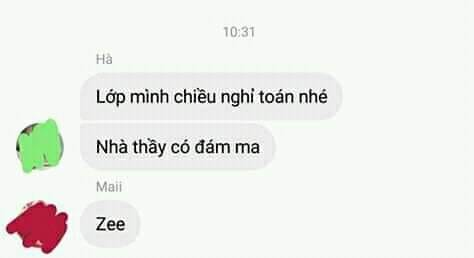 10:31
Hà
Lớp mình chiều nghỉ toán nhé
Nhà thầy có đám ma
Maii
Zee